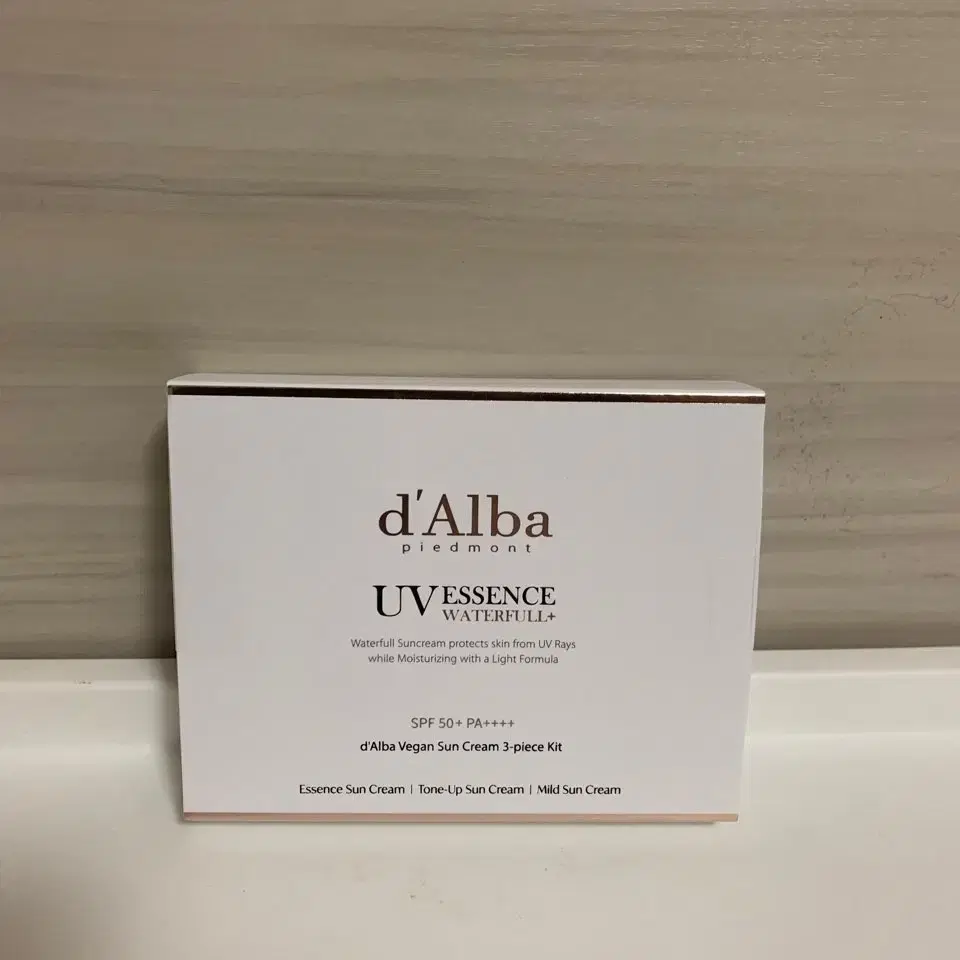 d'Alba
piedmont
UV ESSENCE
WATERFULL+
Waterfull Suncream protects skin from UV Rays
while Moisturizing with a Light Formula
SPF 50+ PA++++
d'Alba Vegan Sun Cream 3-piece Kit
Essence Sun Cream | Tone-Up Sun Cream | Mild Sun Cream